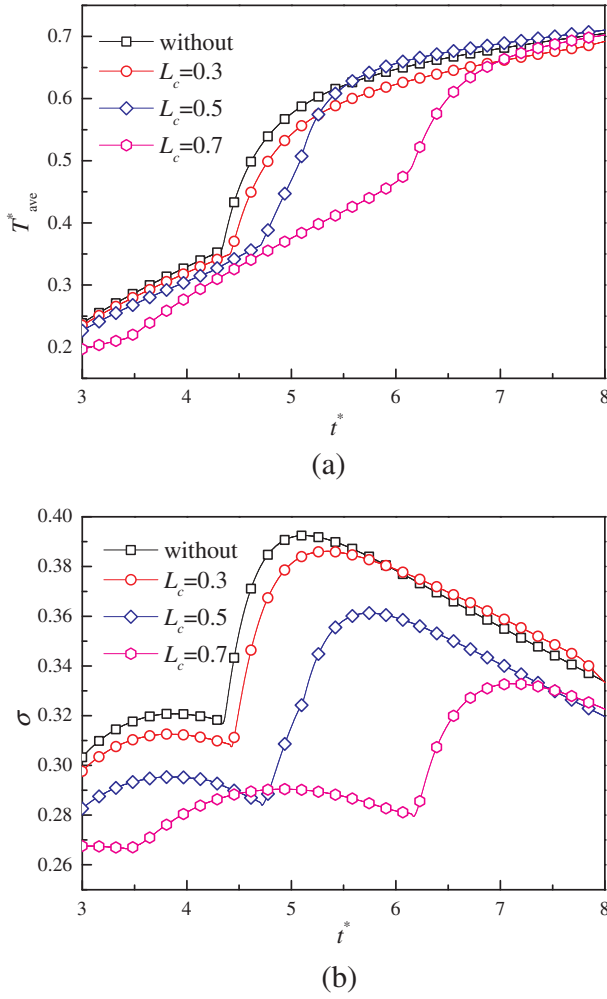 0.7
0.6
0.5
0.4
0.3
0.2
T*ave
without
Lc=0.3
Lc=0.5
Lc=0.7
3 4 5 6 7 8
t*
(a)
0.40
0.38
0.36
0.34
0.32
0.30
0.28
0.26
σ
without
Lc=0.3
Lc=0.5
Lc=0.7
3 4 5 6 7 8
t*
(b)